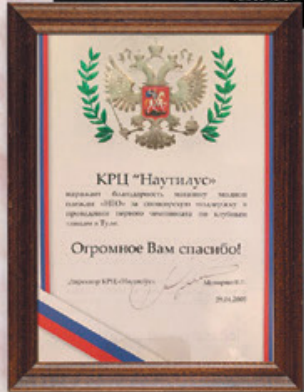 КРЦ "Наутилус"
выражает благодарность магазину модной
одежды за спонсорскую поддержку в
проведении первого чемпионата по клубным
танцам в Туле.
Огромное Вам спасибо!
Директор КРЦ «Наутилус»